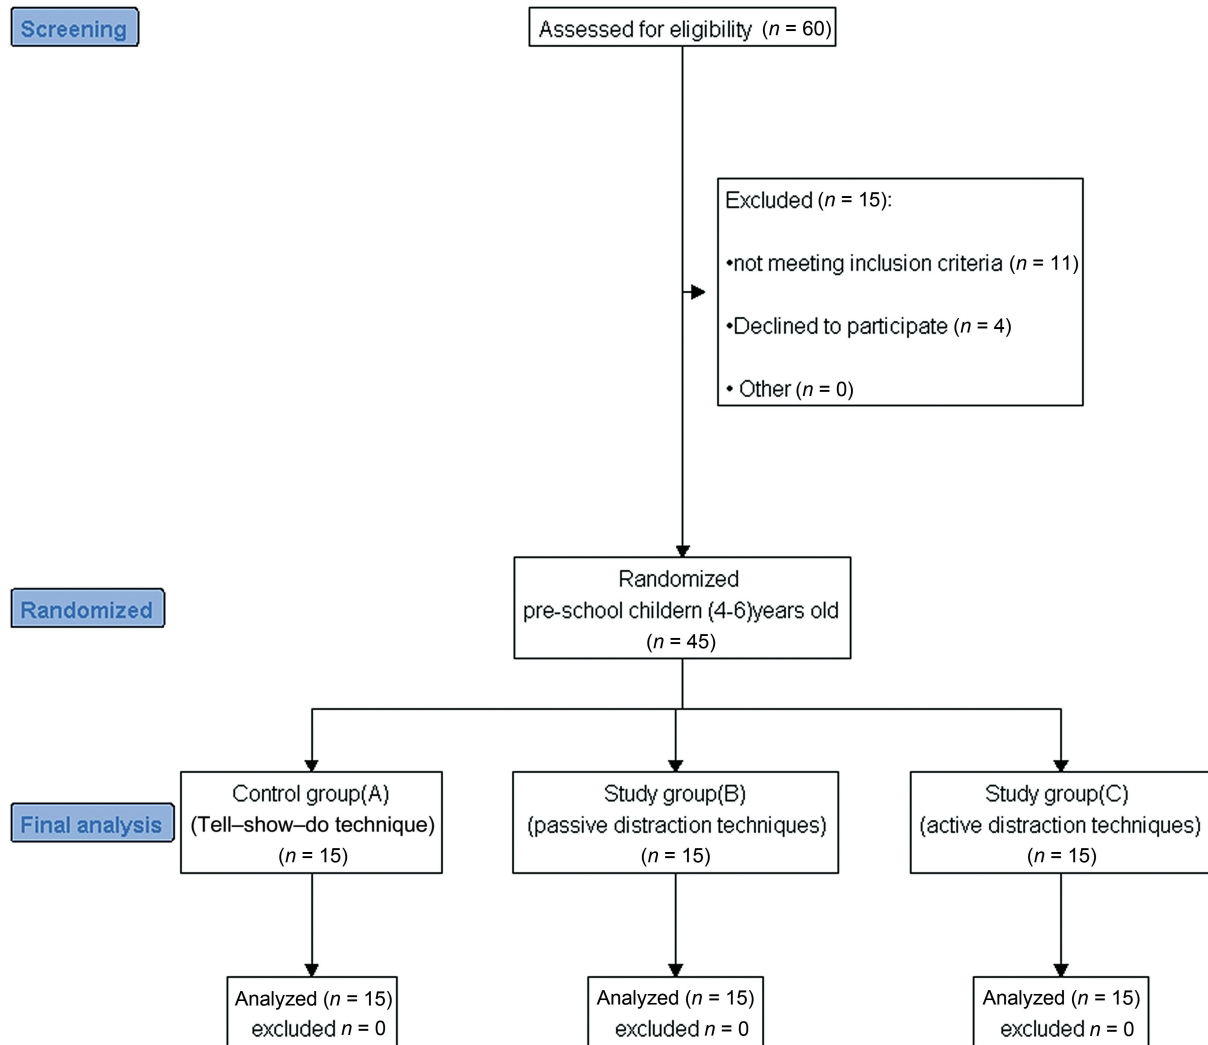 Screening
Assessed for eligibility (n = 60)
Excluded (n = 15):
•not meeting inclusion criteria (n = 11)
•Declined to participate (n = 4)
• Other (n = 0)
Randomized
Randomized
pre-school childern (4-6)years old
(n = 45)
Final analysis
Control group(A)
(Tell–show–do technique)
(n = 15)
Study group(B)
(passive distraction techniques)
(n = 15)
Study group(C)
(active distraction techniques)
(n = 15)
Analyzed (n = 15)
excluded n = 0
Analyzed (n = 15)
excluded n = 0
Analyzed (n = 15)
excluded n = 0